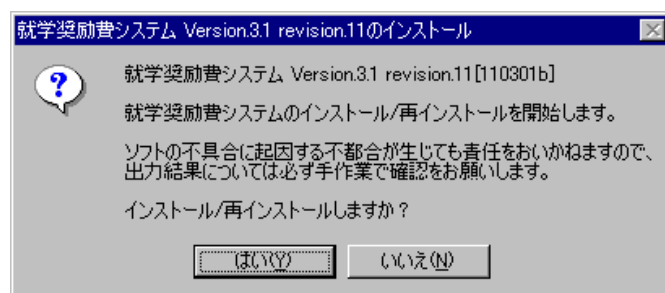 就学奨励費システム Version.3.1 revision.11のインストール
就学奨励費システム Version.3.1 revision.11[110301b]
就学奨励費システムのインストール/再インストールを開始します。
ソフトの不具合に起因する不都合が生じても責任をおいかねますので、
出力結果については必ず手作業で確認をお願いします。
インストール/再インストールしますか？
はい(Y)
いいえ(N)